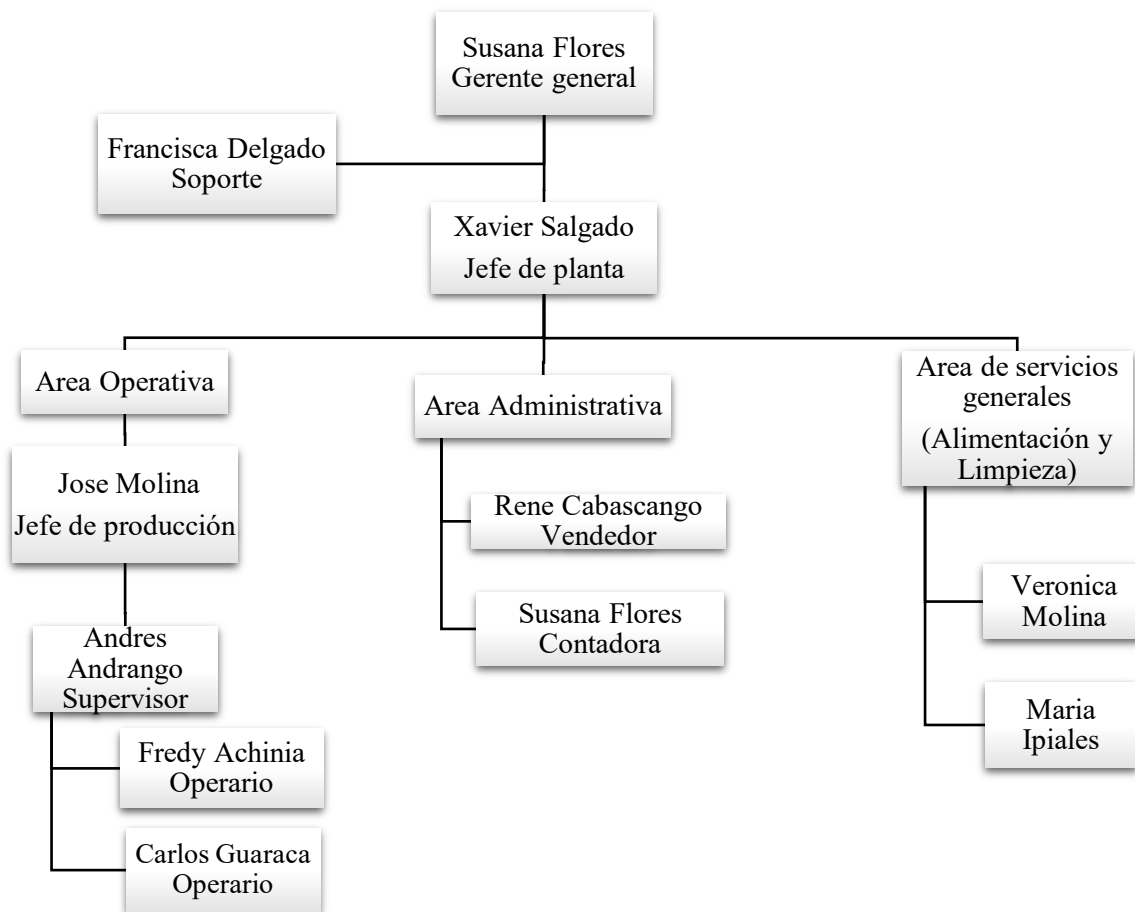 Susana Flores
Gerente general
Francisca Delgado
Soporte
Xavier Salgado
Jefe de planta
Area Operativa
Jose Molina
Jefe de producción
Andres
Andrango
Supervisor
Fredy Achinia
Operario
Carlos Guaraca
Operario
Area Administrativa
Rene Cabascango
Vendedor
Susana Flores
Contadora
Area de servicios
generales
(Alimentación y
Limpieza)
Veronica
Molina
Maria
Ipiales